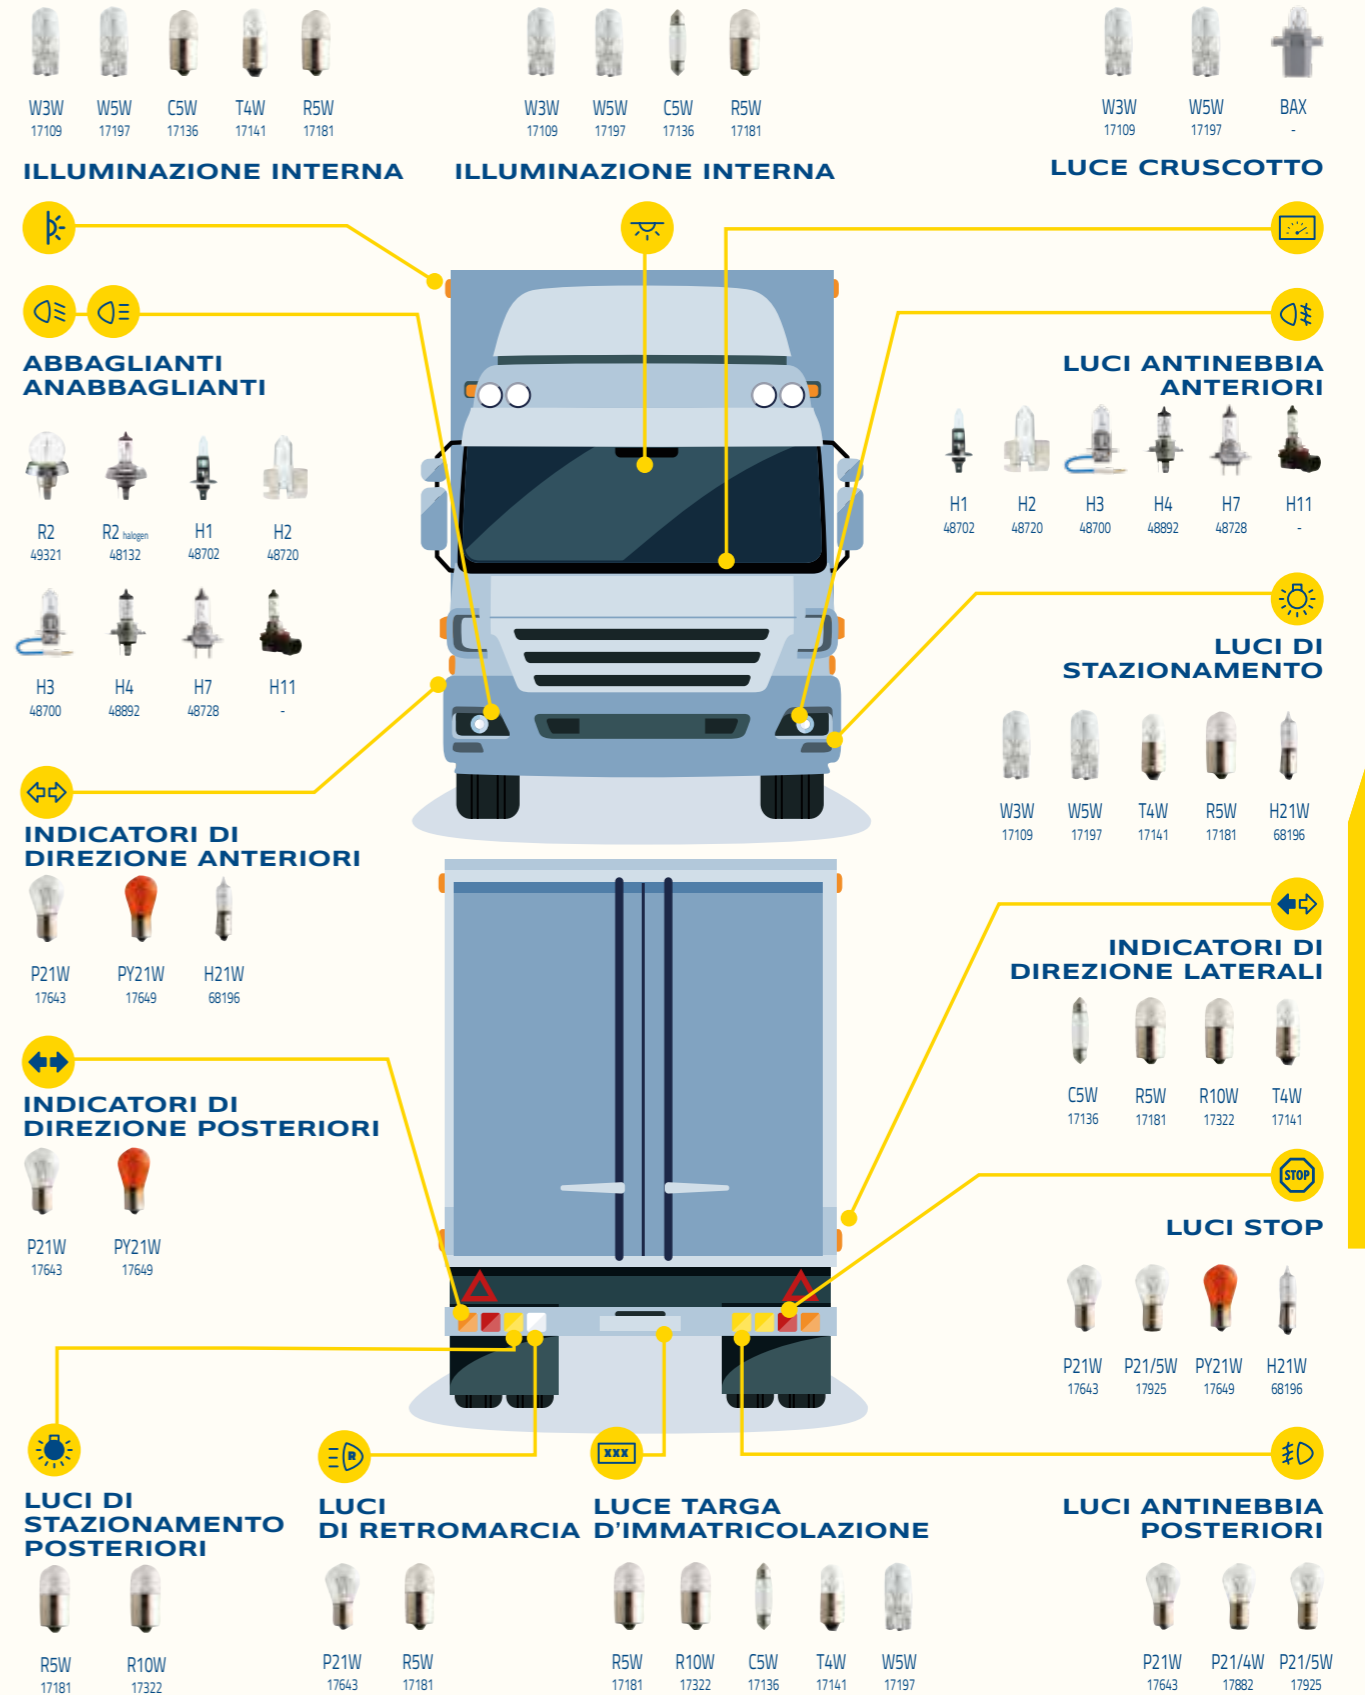 W3W W5W C5W T4W R5W
17109 17197 17136 17141 17181
ILLUMINAZIONE INTERNA
W3W W5W C5W R5W
17109 17197 17136 17181
ILLUMINAZIONE INTERNA
W3W W5W BAX
17109 17197 -
LUCE CRUSCOTTO
ABBAGLIANTI
ANABBAGLIANTI
R2 R2 halogen H1 H2
49321 48132 48702 48720
H3 H4 H7 H11
48700 48892 48728 -
LUCI ANTINEBBIA
ANTERIORI
H1 H2 H3 H4 H7 H11
48702 48720 48700 48892 48728 -
LUCI DI
STAZIONAMENTO
W3W W5W T4W R5W H21W
17109 17197 17141 17181 68196
INDICATORI DI
DIREZIONE ANTERIORI
P21W PY21W H21W
17643 17649 68196
INDICATORI DI
DIREZIONE LATERALI
C5W R5W R10W T4W
17136 17181 17322 17141
INDICATORI DI
DIREZIONE POSTERIORI
P21W PY21W
17643 17649
STOP
LUCI STOP
P21W P21/5W PY21W H21W
17643 17925 17649 68196
LUCI DI
STAZIONAMENTO
POSTERIORI
R5W R10W
17181 17322
R
LUCI
DI RETROMARCIA
P21W R5W
17643 17181
XXX
LUCE TARGA
D'IMMATRICOLAZIONE
R5W R10W C5W T4W W5W
17181 17322 17136 17141 17197
LUCI ANTINEBBIA
POSTERIORI
P21W P21/4W P21/5W
17643 17882 17925